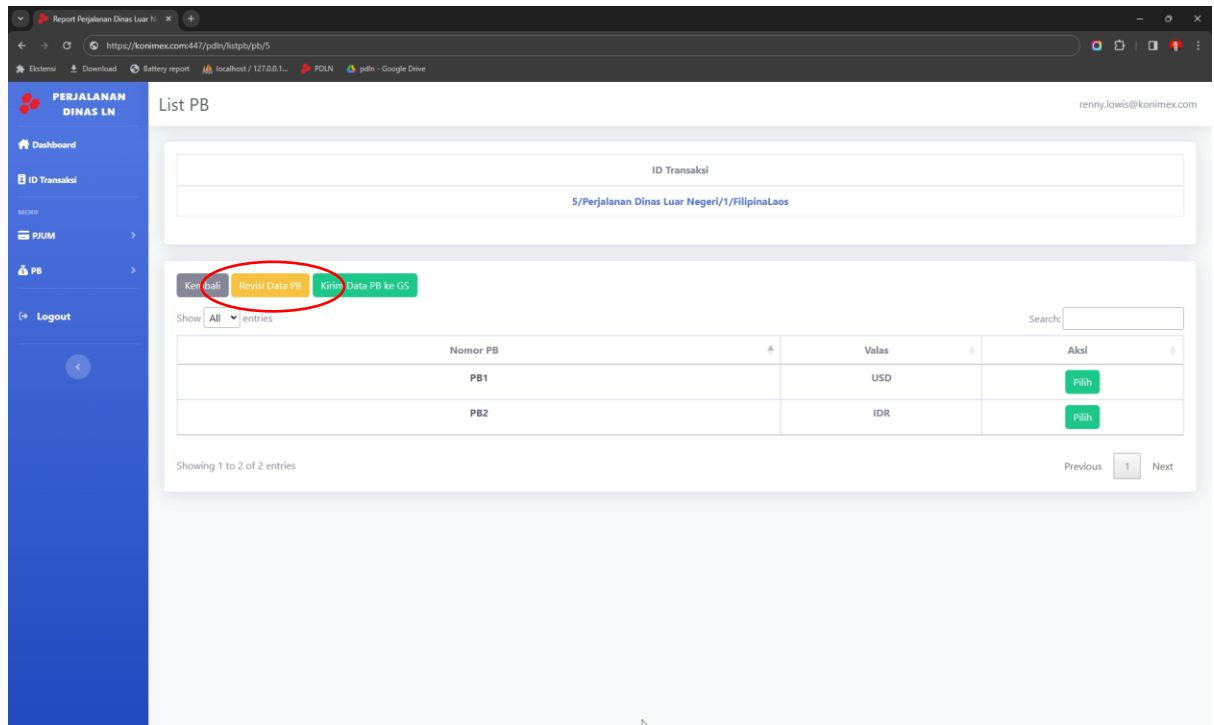 Report Perjalanan Dinas Luar N
https://konimex.com:447/pdln/listpb/pb/5
Ekstensi Download Battery report localhost / 127.0.0.1... PDLN pdln - Google Drive
PERJALANAN
DINAS LN
List PB
renny.lowis@konimex.com
Dashboard
ID Transaksi
MENU
PJUM
PB
Logout
ID Transaksi
5/Perjalanan Dinas Luar Negeri/1/FilipinaLaos
Kembali Revisi Data PB Kirim Data PB ke GS
Show All entries Search:
Nomor PB Valas Aksi
PB1 USD Pilih
PB2 IDR Pilih
Showing 1 to 2 of 2 entries Previous 1 Next